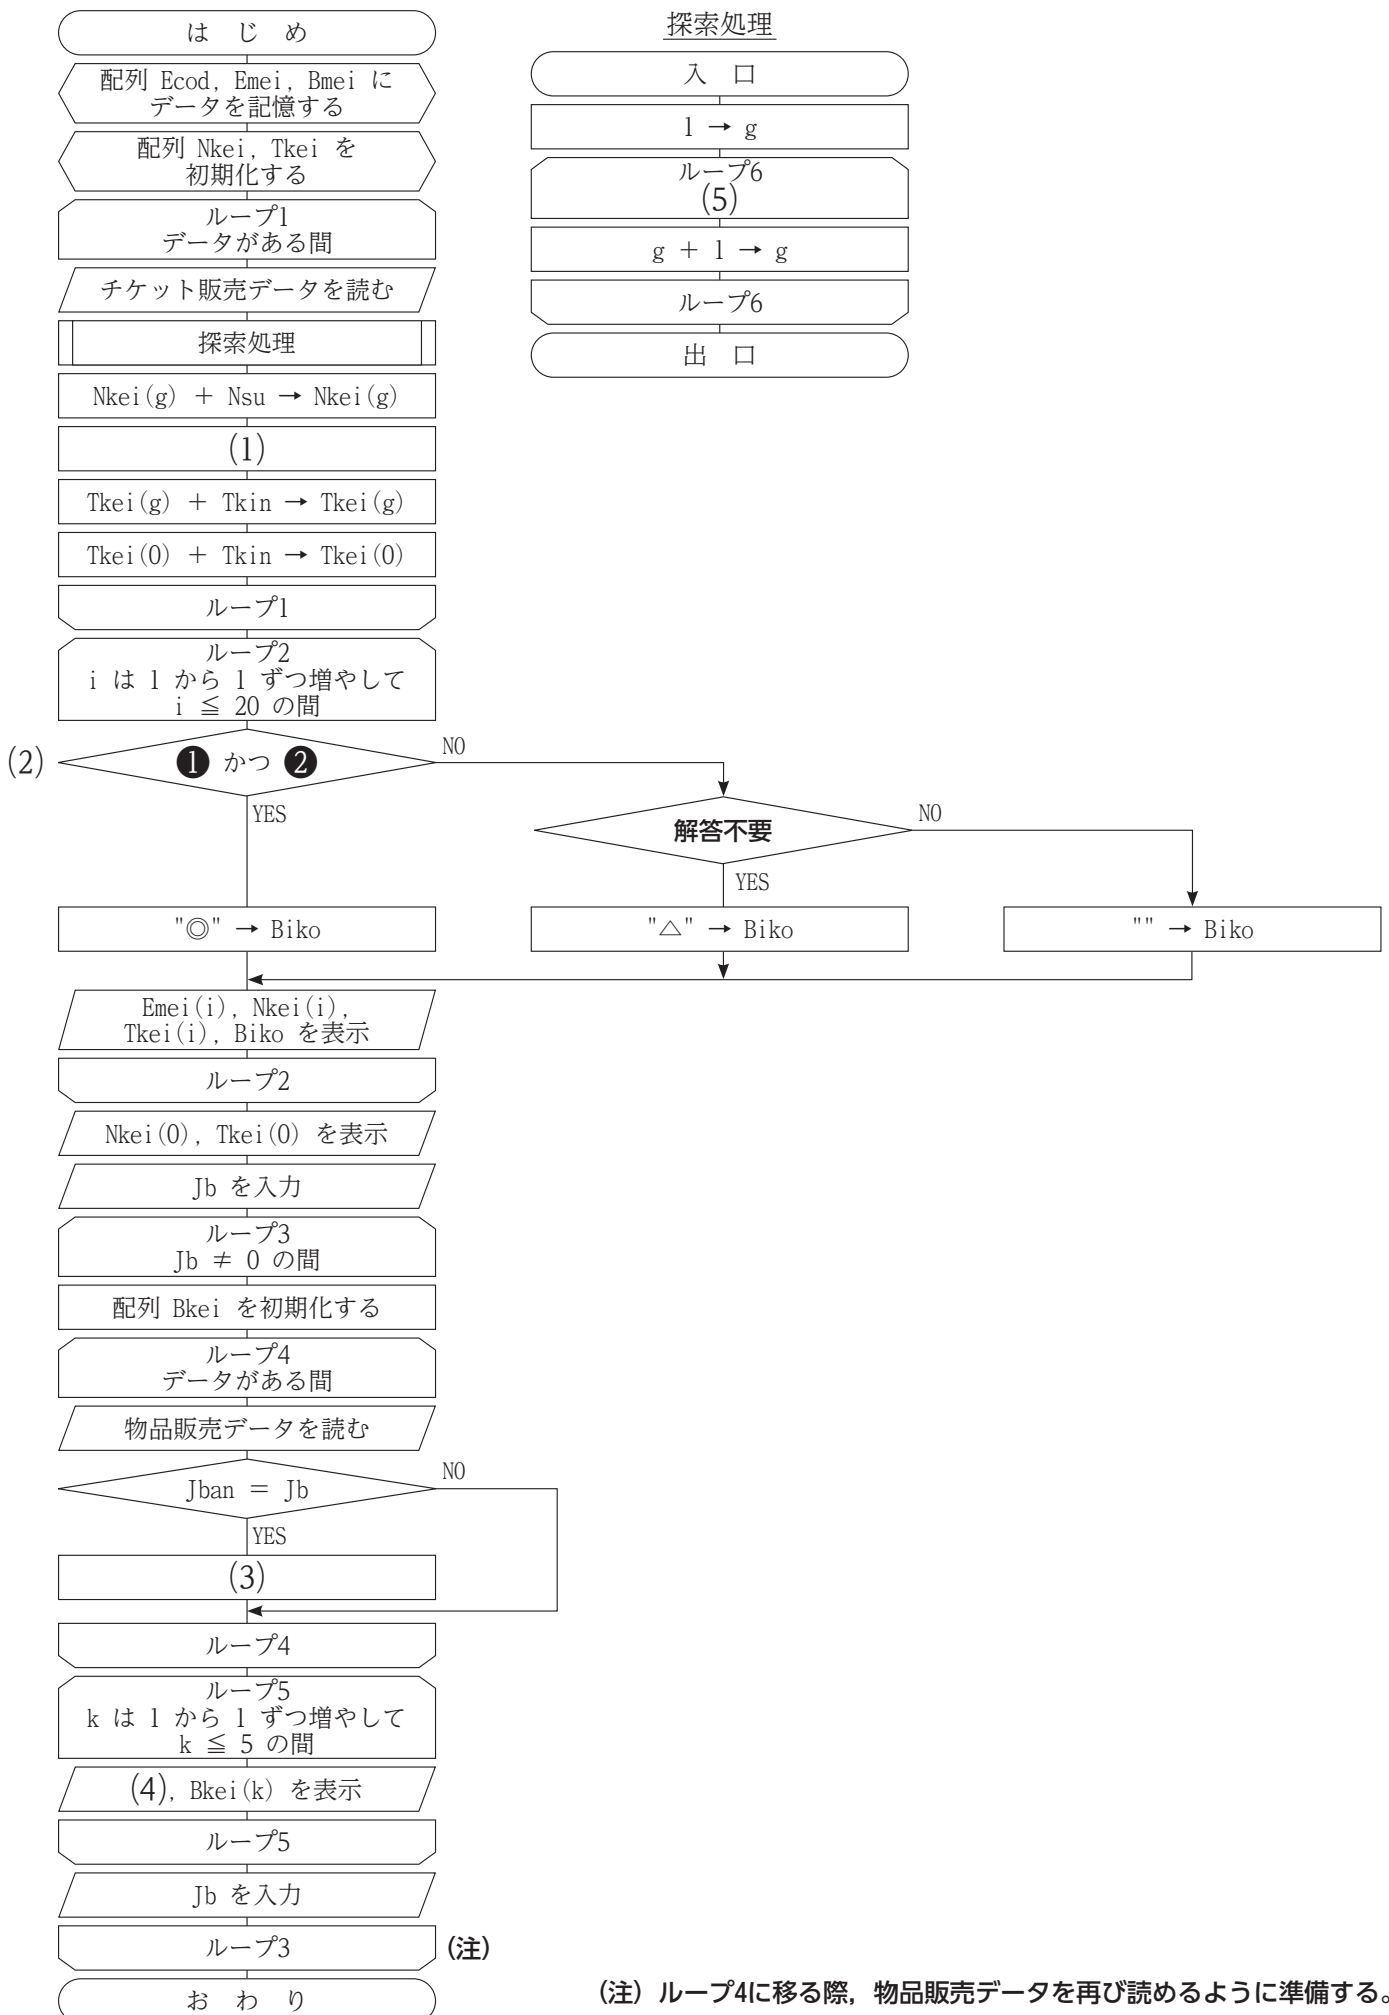 は　じ　め
配列 Ecod, Emei, Bmei に
データを記憶する
配列 Nkei, Tkei を
初期化する
ループ1
データがある間
チケット販売データを読む
探索処理
Nkei(g) ＋ Nsu → Nkei(g)
(1)
Tkei(g) ＋ Tkin → Tkei(g)
Tkei(0) ＋ Tkin → Tkei(0)
ループ1
ループ2
i は 1 から 1 ずつ増やして
i ≦ 20 の間
(2)
❶ かつ ❷
NO
YES
解答不要
NO
YES
"◎" → Biko
"△" → Biko
"" → Biko
Emei(i), Nkei(i),
Tkei(i), Biko を表示
ループ2
Nkei(0), Tkei(0) を表示
Jb を入力
ループ3
Jb ≠ 0 の間
配列 Bkei を初期化する
ループ4
データがある間
物品販売データを読む
Jban ＝ Jb
NO
YES
(3)
ループ4
ループ5
k は 1 から 1 ずつ増やして
k ≦ 5 の間
(4), Bkei(k) を表示
ループ5
Jb を入力
ループ3
(注)
お　わ　り
探索処理
入　口
1 → g
ループ6
(5)
g ＋ 1 → g
ループ6
出　口
(注) ループ4に移る際，物品販売データを再び読めるように準備する。